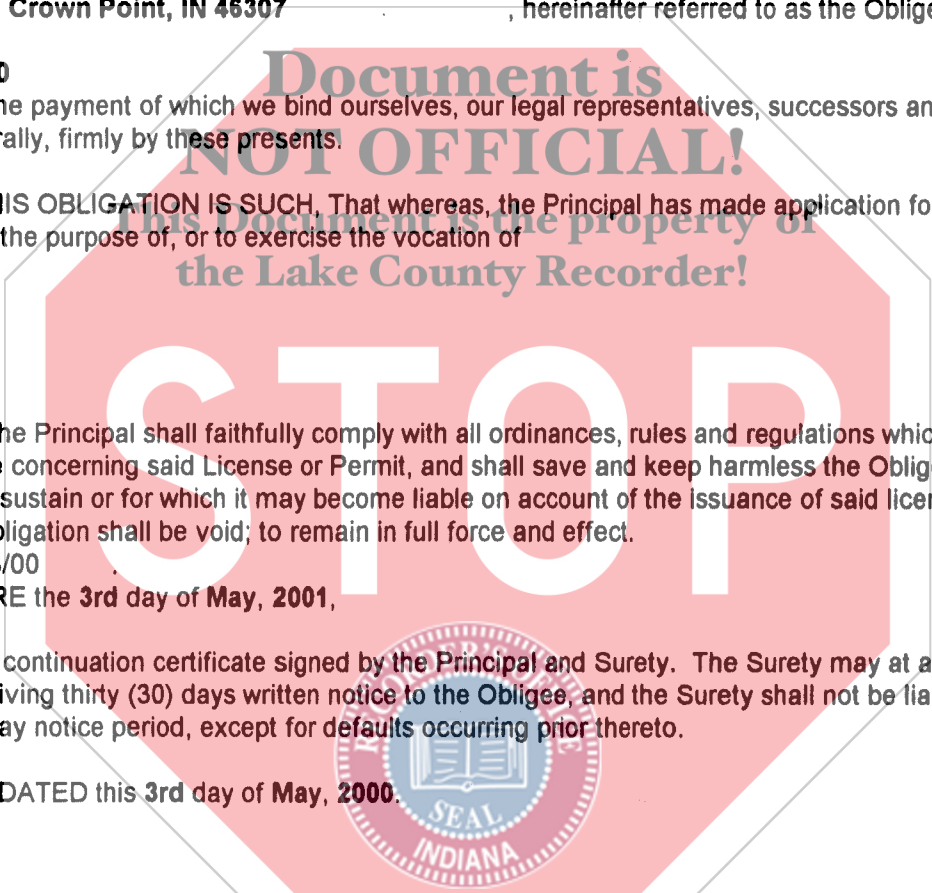 Crown Point, IN 46307 , hereinafter referred to as the Oblige
Document is
0
he payment of which we bind ourselves, our legal representatives, successors an
rally, firmly by these presents.
NOT OFFICIAL!
IIS OBLIGATION IS SUCH, That whereas, the Principal has made application fo
This Document is the property of
the purpose of, or to exercise the vocation of
the Lake County Recorder!
STOP
he Principal shall faithfully comply with all ordinances, rules and regulations whic
e concerning said License or Permit, and shall save and keep harmless the Oblig
sustain or for which it may become liable on account of the issuance of said licen
bligation shall be void; to remain in full force and effect.
/00
RE the 3rd day of May, 2001,
continuation certificate signed by the Principal and Surety. The Surety may at a
iving thirty (30) days written notice to the Obligee, and the Surety shall not be lia
ay notice period, except for defaults occurring prior thereto.
DATED this 3rd day of May, 2000.
RECORDER'S OFFICE
SEAL
INDIANA